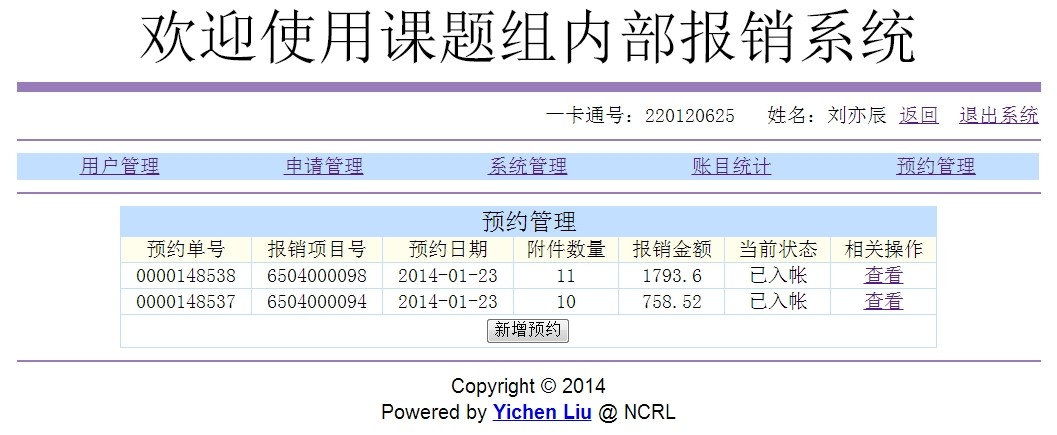 欢迎使用课题组内部报销系统
一卡通号：220120625 姓名：刘亦辰 返回 退出系统
用户管理 申请管理 系统管理 账目统计 预约管理
预约管理
预约单号 报销项目号 预约日期 附件数量 报销金额 当前状态 相关操作
0000148538 6504000098 2014-01-23 11 1793.6 已入帐 查看
0000148537 6504000094 2014-01-23 10 758.52 已入帐 查看
新增预约
Copyright © 2014
Powered by Yichen Liu @ NCRL